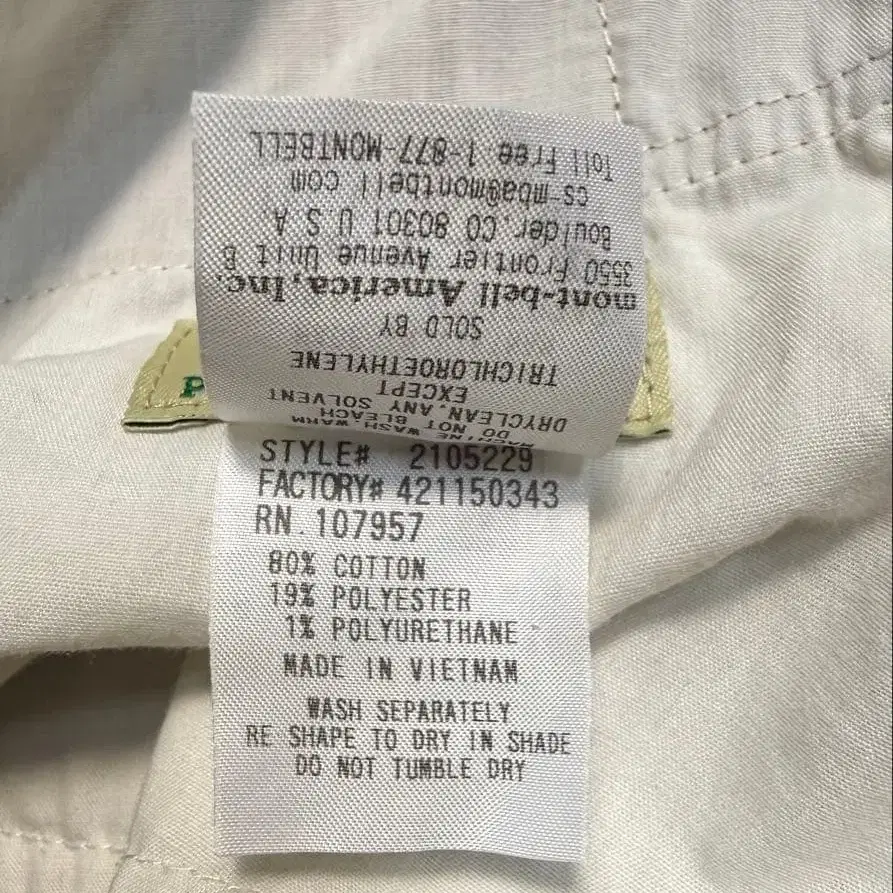 MACHINE WASH, WARM
DO NOT BLEACH
DRYCLEAN, ANY SOLVENT
EXCEPT
TRICHLOROETHYLENE
SOLD BY
mont-bell America, Inc.
3550 Frontier Avenue Unit B
Boulder, CO 80301 U.S.A
cs-mba@montbell.com
Toll Free 1-877-MONTBELL
P
STYLE# 2105229
FACTORY# 421150343
RN.107957
80% COTTON
19% POLYESTER
1% POLYURETHANE
MADE IN VIETNAM
WASH SEPARATELY
RE SHAPE TO DRY IN SHADE
DO NOT TUMBLE DRY